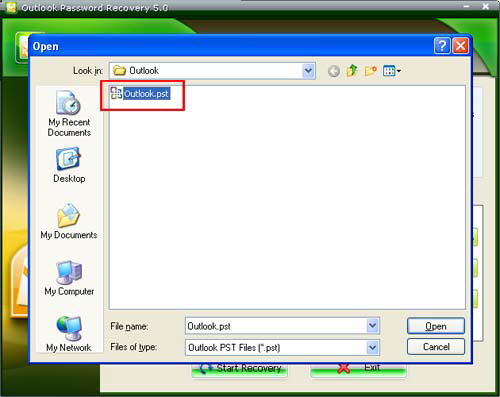 Outlook Password Recovery 5.0
Open
Look in: Outlook
Outlook.pst
My Recent
Documents
Desktop
My Documents
My Computer
My Network
File name: Outlook.pst Open
Files of type: Outlook PST Files (*.pst) Cancel
Start Recovery Exit